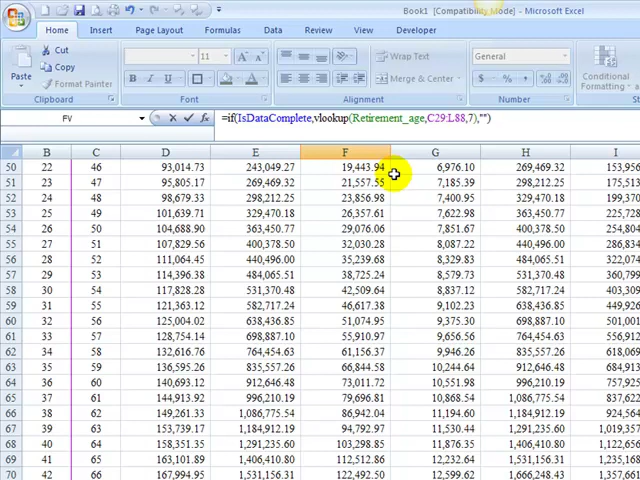 Book1 [Compatibility Mode] - Microsoft Excel
Home Insert Page Layout Formulas Data Review View Developer
Paste
Cut
Copy
Format Painter
Clipboard
11
Font
Wrap Text
Merge & Center
Alignment
General
Number
Conditional
Formatting
FV =if(IsDataComplete,vlookup(Retirement_age,C29:L88,7),"")
B C D E F G H I
50 22 46 93,014.73 243,049.27 19,443.94 6,976.10 269,469.32 153,956
51 23 47 95,805.17 269,469.32 21,557.55 7,185.39 298,212.25 175,513
52 24 48 98,679.33 298,212.25 23,856.98 7,400.95 329,470.18 199,370
53 25 49 101,639.71 329,470.18 26,357.61 7,622.98 363,450.77 225,728
54 26 50 104,688.90 363,450.77 29,076.06 7,851.67 400,378.50 254,804
55 27 51 107,829.56 400,378.50 32,030.28 8,087.22 440,496.00 286,834
56 28 52 111,064.45 440,496.00 35,239.68 8,329.83 484,065.51 322,074
57 29 53 114,396.38 484,065.51 38,725.24 8,579.73 531,370.48 360,799
58 30 54 117,828.28 531,370.48 42,509.64 8,837.12 582,717.24 403,309
59 31 55 121,363.12 582,717.24 46,617.38 9,102.23 638,436.85 449,926
60 32 56 125,004.02 638,436.85 51,074.95 9,375.30 698,887.10 501,001
61 33 57 128,754.14 698,887.10 55,910.97 9,656.56 764,454.63 556,912
62 34 58 132,616.76 764,454.63 61,156.37 9,946.26 835,557.26 618,069
63 35 59 136,595.26 835,557.26 66,844.58 10,244.64 912,646.48 684,913
64 36 60 140,693.12 912,646.48 73,011.72 10,551.98 996,210.19 757,925
65 37 61 144,913.92 996,210.19 79,696.81 10,868.54 1,086,775.54 837,622
66 38 62 149,261.33 1,086,775.54 86,942.04 11,194.60 1,184,912.19 924,564
67 39 63 153,739.17 1,184,912.19 94,792.97 11,530.44 1,291,235.60 1,019,357
68 40 64 158,351.35 1,291,235.60 103,298.85 11,876.35 1,406,410.80 1,122,656
69 41 65 163,101.89 1,406,410.80 112,512.86 12,232.64 1,531,156.31 1,235,168
70 42 66 167,994.95 1,531,156.31 122,492.50 12,599.62 1,666,248.43 1,357,661